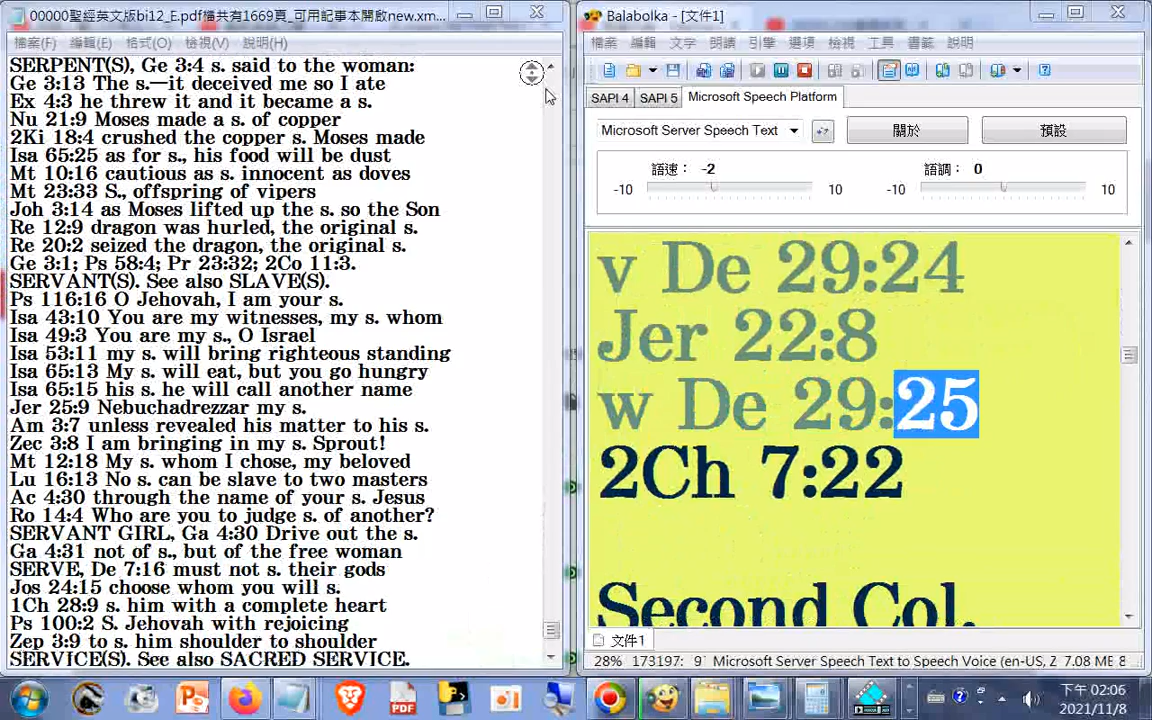 00000聖經英文版bi12_E.pdf檔共有1669頁_可用記事本開啟new.xm...
檔案(F) 編輯(E) 格式(O) 檢視(V) 說明(H)
SERPENT(S), Ge 3:4 s. said to the woman:
Ge 3:13 The s.—it deceived me so I ate
Ex 4:3 he threw it and it became a s.
Nu 21:9 Moses made a s. of copper
2Ki 18:4 crushed the copper s. Moses made
Isa 65:25 as for s., his food will be dust
Mt 10:16 cautious as s. innocent as doves
Mt 23:33 S., offspring of vipers
Joh 3:14 as Moses lifted up the s. so the Son
Re 12:9 dragon was hurled, the original s.
Re 20:2 seized the dragon, the original s.
Ge 3:1; Ps 58:4; Pr 23:32; 2Co 11:3.
SERVANT(S). See also SLAVE(S).
Ps 116:16 O Jehovah, I am your s.
Isa 43:10 You are my witnesses, my s. whom
Isa 49:3 You are my s., O Israel
Isa 53:11 my s. will bring righteous standing
Isa 65:13 My s. will eat, but you go hungry
Isa 65:15 his s. he will call another name
Jer 25:9 Nebuchadrezzar my s.
Am 3:7 unless revealed his matter to his s.
Zec 3:8 I am bringing in my s. Sprout!
Mt 12:18 My s. whom I chose, my beloved
Lu 16:13 No s. can be slave to two masters
Ac 4:30 through the name of your s. Jesus
Ro 14:4 Who are you to judge s. of another?
SERVANT GIRL, Ga 4:30 Drive out the s.
Ga 4:31 not of s., but of the free woman
SERVE, De 7:16 must not s. their gods
Jos 24:15 choose whom you will s.
1Ch 28:9 s. him with a complete heart
Ps 100:2 S. Jehovah with rejoicing
Zep 3:9 to s. him shoulder to shoulder
SERVICE(S). See also SACRED SERVICE.
Balabolka - [文件1]
檔案 編輯 文字 朗讀 引擎 選項 檢視 工具 書籤 說明
SAPI 4 SAPI 5 Microsoft Speech Platform
Microsoft Server Speech Text 關於 預設
語速： -2 語調： 0
-10 10 -10 10
v De 29:24
Jer 22:8
w De 29:25
2Ch 7:22
Second Col.
文件1
28% 173197: 9 Microsoft Server Speech Text to Speech Voice (en-US, Z 7.08 MB 8
下午 02:06
2021/11/8